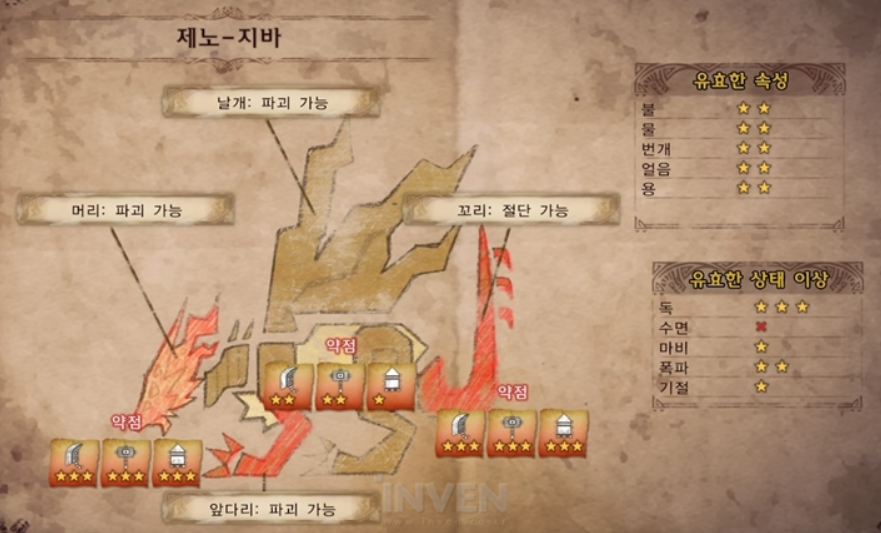 제노-지바
날개: 파괴 가능
머리: 파괴 가능
꼬리: 절단 가능
약점
약점
약점
앞다리: 파괴 가능
유효한 속성
불
물
번개
얼음
용
유효한 상태 이상
독
수면
마비
폭파
기절
INVEN